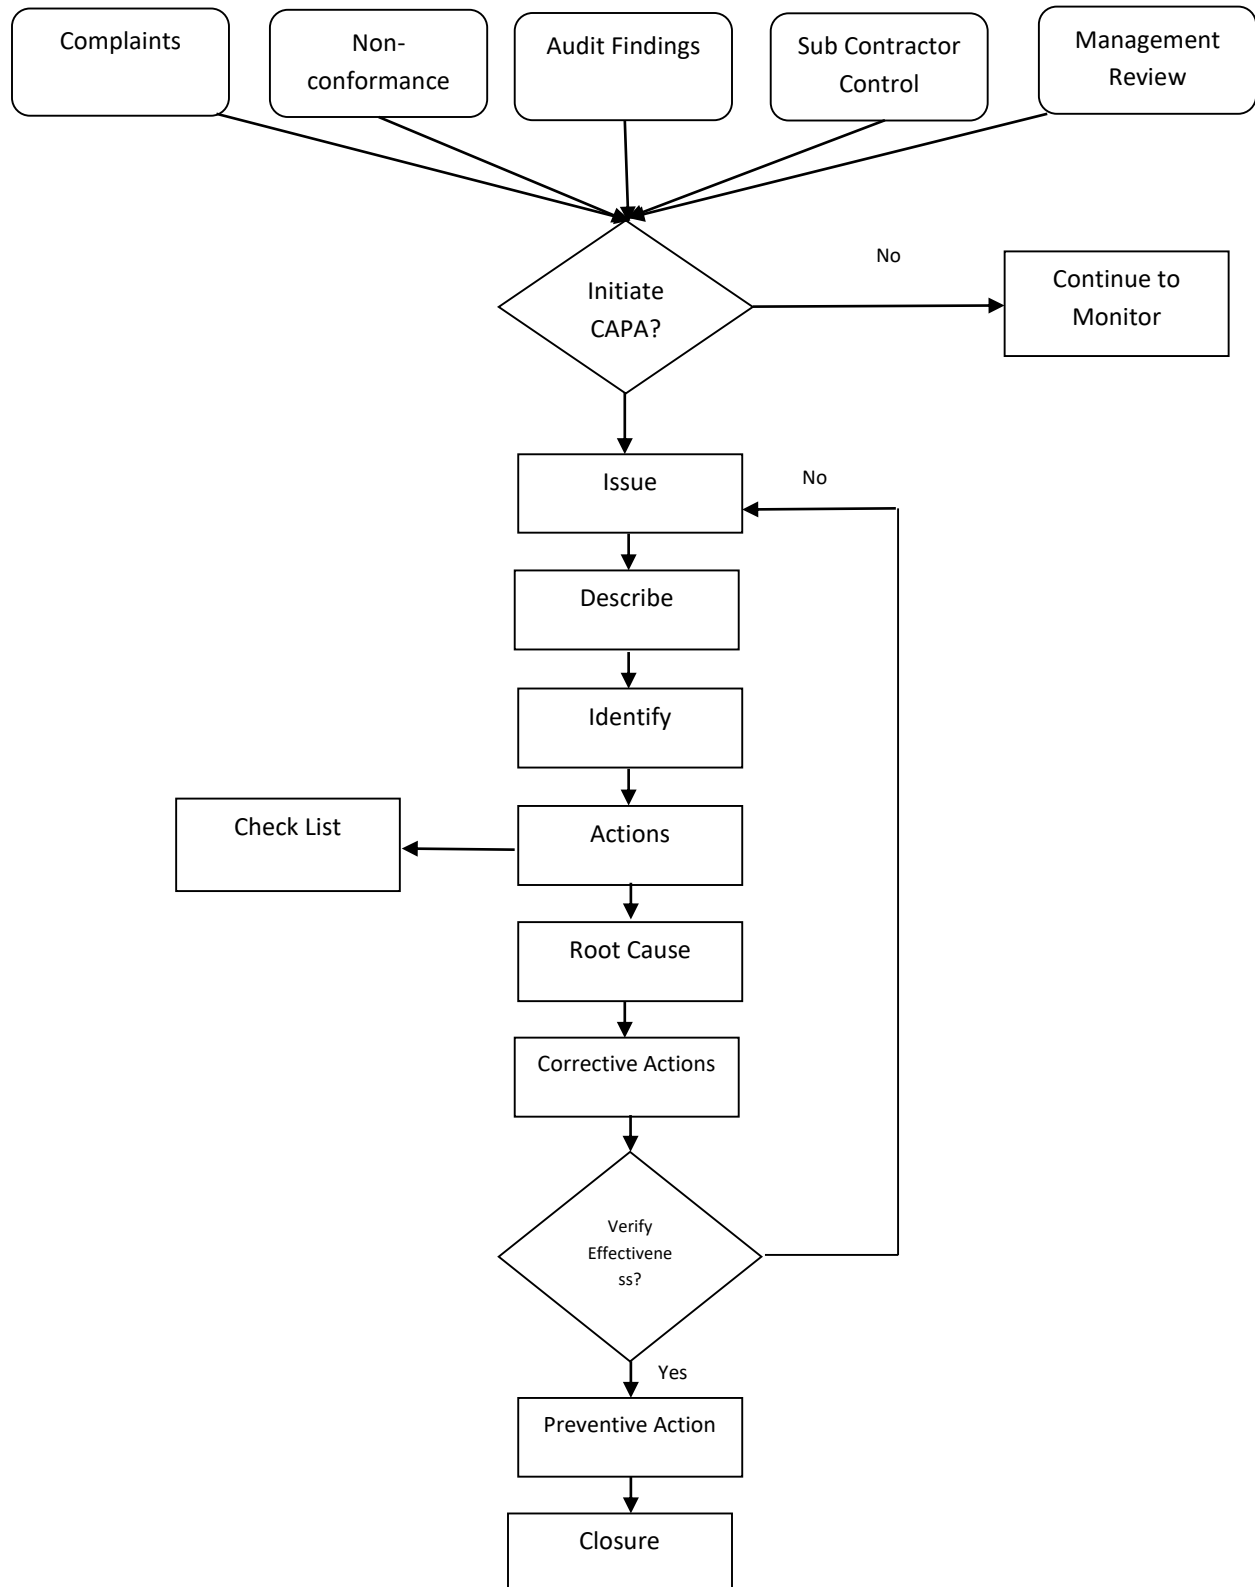 Complaints
Non-
conformance
Audit Findings
Sub Contractor
Control
Management
Review
Initiate
CAPA?
No
Continue to
Monitor
Issue
No
Describe
Identify
Check List
Actions
Root Cause
Corrective Actions
Verify
Effectivene
ss?
Yes
Preventive Action
Closure